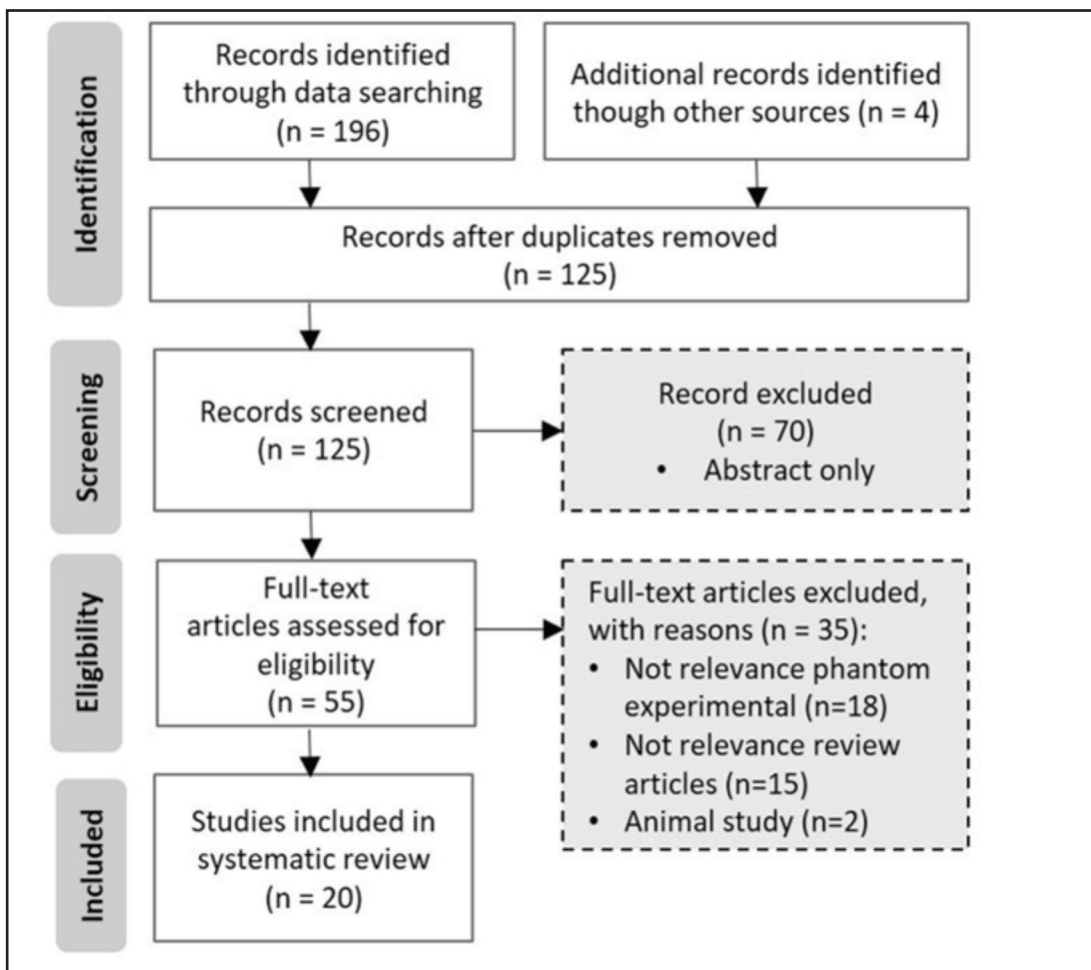 Identification
Records identified
through data searching
(n = 196)
Additional records identified
though other sources (n = 4)
Records after duplicates removed
(n = 125)
Screening
Records screened
(n = 125)
Record excluded
(n = 70)
• Abstract only
Eligibility
Full-text
articles assessed for
eligibility
(n = 55)
Full-text articles excluded,
with reasons (n = 35):
• Not relevance phantom
experimental (n=18)
• Not relevance review
articles (n=15)
• Animal study (n=2)
Included
Studies included in
systematic review
(n = 20)